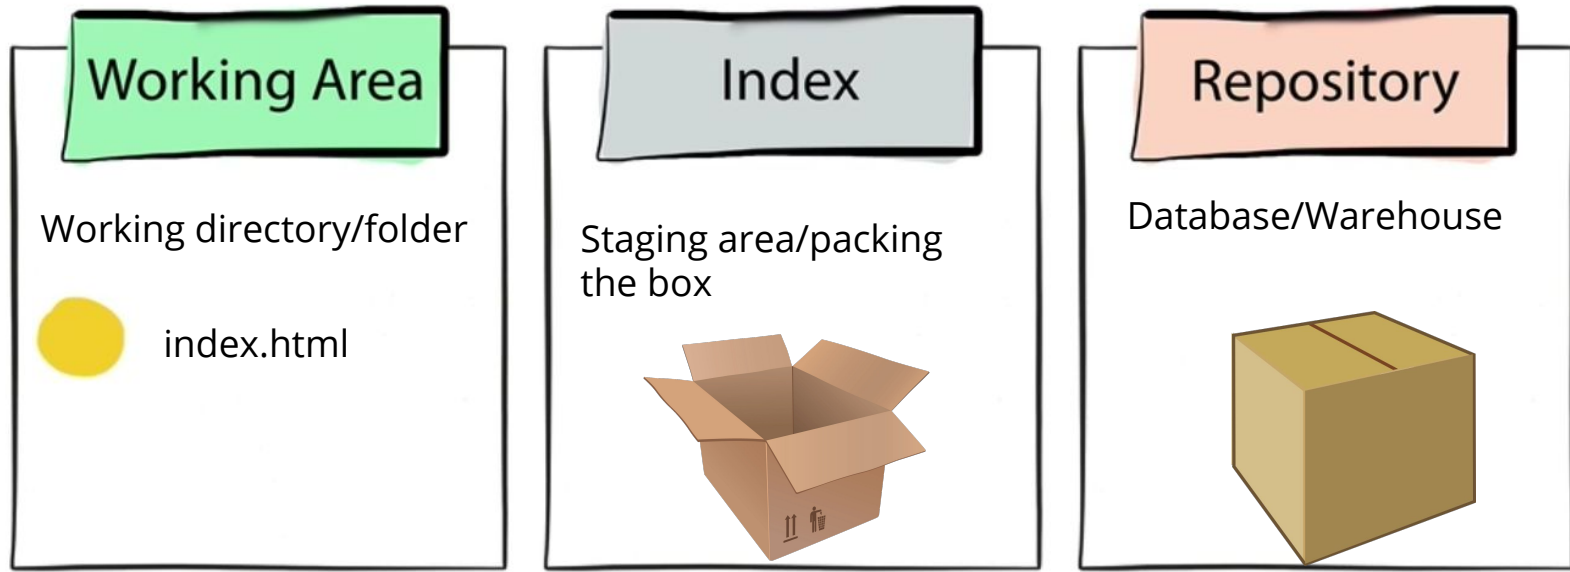 Working Area
Working directory/folder
index.html
Index
Staging area/packing
the box
Repository
Database/Warehouse